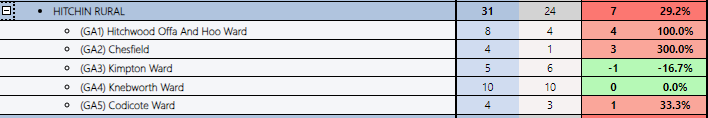 HITCHIN RURAL 31 24 7 29.2%
(GA1) Hitchwood Offa And Hoo Ward 8 4 4 100.0%
(GA2) Chesfield 4 1 3 300.0%
(GA3) Kimpton Ward 5 6 -1 -16.7%
(GA4) Knebworth Ward 10 10 0 0.0%
(GA5) Codicote Ward 4 3 1 33.3%